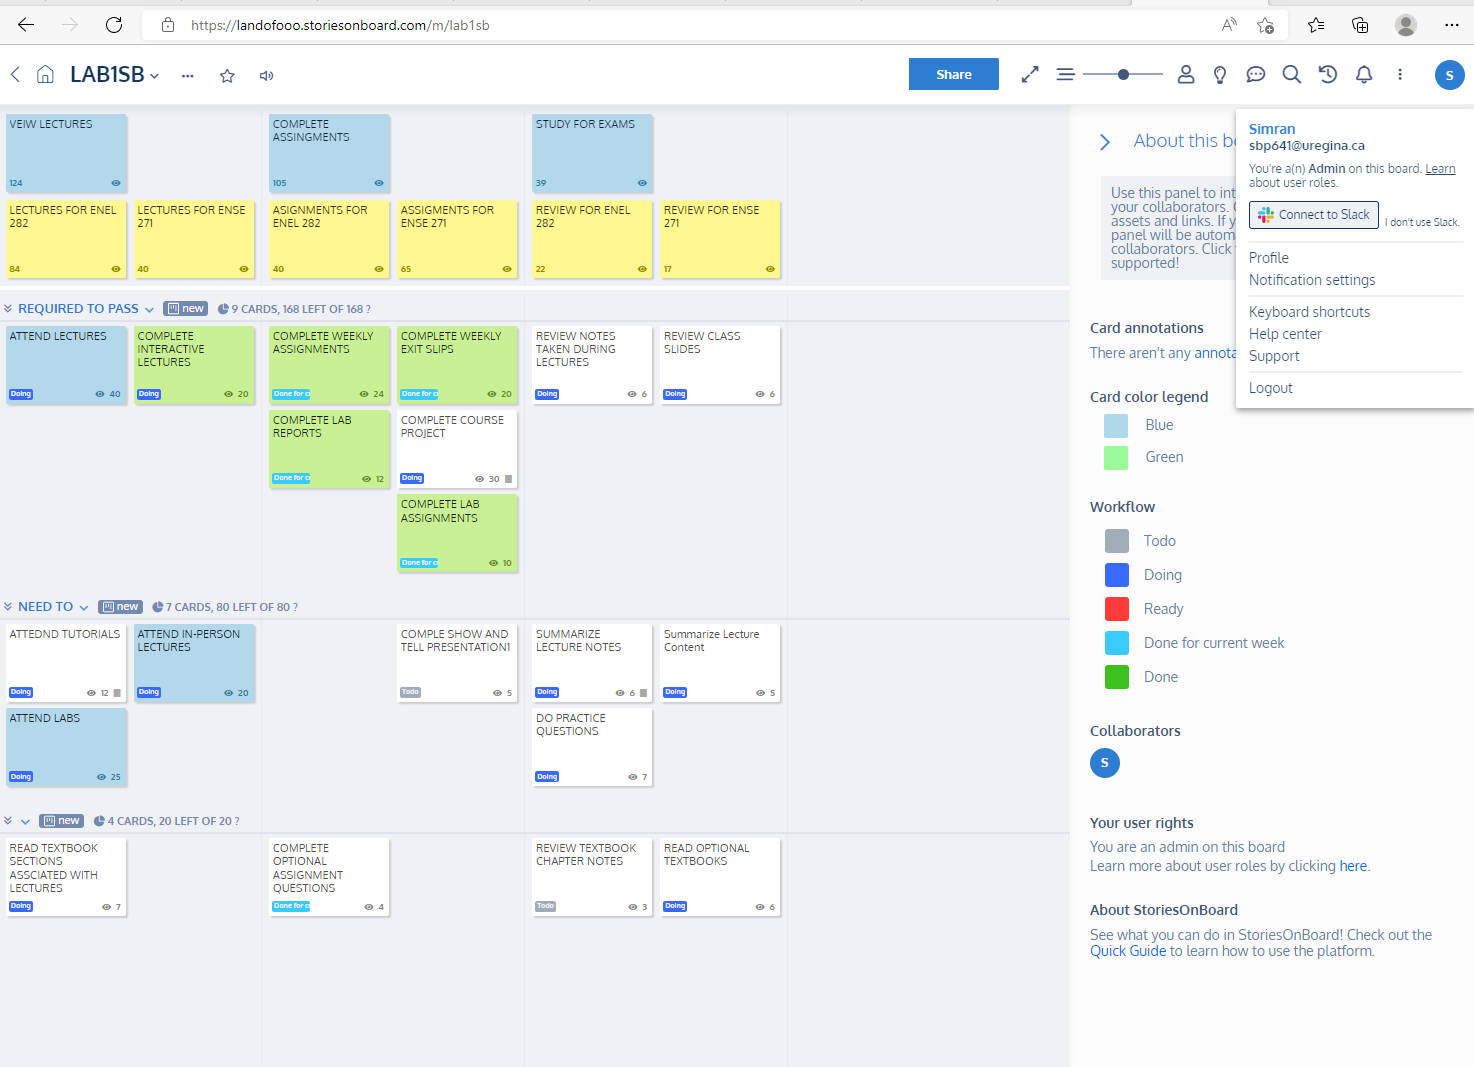 https://landofooo.storiesonboard.com/m/lab1sb
LAB1SB
Share
S
VEIW LECTURES
124
COMPLETE
ASSINGMENTS
105
STUDY FOR EXAMS
39
LECTURES FOR ENEL
282
84
LECTURES FOR ENSE
271
40
ASIGNMENTS FOR
ENEL 282
40
ASSIGMENTS FOR
ENSE 271
65
REVIEW FOR ENEL
282
22
REVIEW FOR ENSE
271
17
REQUIRED TO PASS
new
9 CARDS, 168 LEFT OF 168 ?
ATTEND LECTURES
Doing
40
COMPLETE
INTERACTIVE
LECTURES
Doing
20
COMPLETE WEEKLY
ASSIGNMENTS
Done for c
24
COMPLETE WEEKLY
EXIT SLIPS
Done for c
20
REVIEW NOTES
TAKEN DURING
LECTURES
Doing
6
REVIEW CLASS
SLIDES
Doing
6
COMPLETE LAB
REPORTS
Done for c
12
COMPLETE COURSE
PROJECT
Doing
30
COMPLETE LAB
ASSIGNMENTS
Done for c
10
NEED TO
new
7 CARDS, 80 LEFT OF 80 ?
ATTEDND TUTORIALS
Doing
12
ATTEND IN-PERSON
LECTURES
Doing
20
COMPLE SHOW AND
TELL PRESENTATION1
Todo
5
SUMMARIZE
LECTURE NOTES
Doing
6
Summarize Lecture
Content
Doing
5
ATTEND LABS
Doing
25
DO PRACTICE
QUESTIONS
Doing
7
new
4 CARDS, 20 LEFT OF 20 ?
READ TEXTBOOK
SECTIONS
ASSCIATED WITH
LECTURES
Doing
7
COMPLETE
OPTIONAL
ASSIGNMENT
QUESTIONS
Done for c
4
REVIEW TEXTBOOK
CHAPTER NOTES
Todo
3
READ OPTIONAL
TEXTBOOKS
Doing
6
About this bo
Use this panel to int
your collaborators.
assets and links. If y
panel will be autom
collaborators. Click
supported!
Card annotations
There aren't any annota
Card color legend
Blue
Green
Workflow
Todo
Doing
Ready
Done for current week
Done
Collaborators
S
Your user rights
You are an admin on this board
Learn more about user roles by clicking here.
About StoriesOnBoard
See what you can do in StoriesOnBoard! Check out the
Quick Guide to learn how to use the platform.
Simran
sbp641@uregina.ca
You're a(n) Admin on this board. Learn
about user roles.
Connect to Slack
I don't use Slack.
Profile
Notification settings
Keyboard shortcuts
Help center
Support
Logout